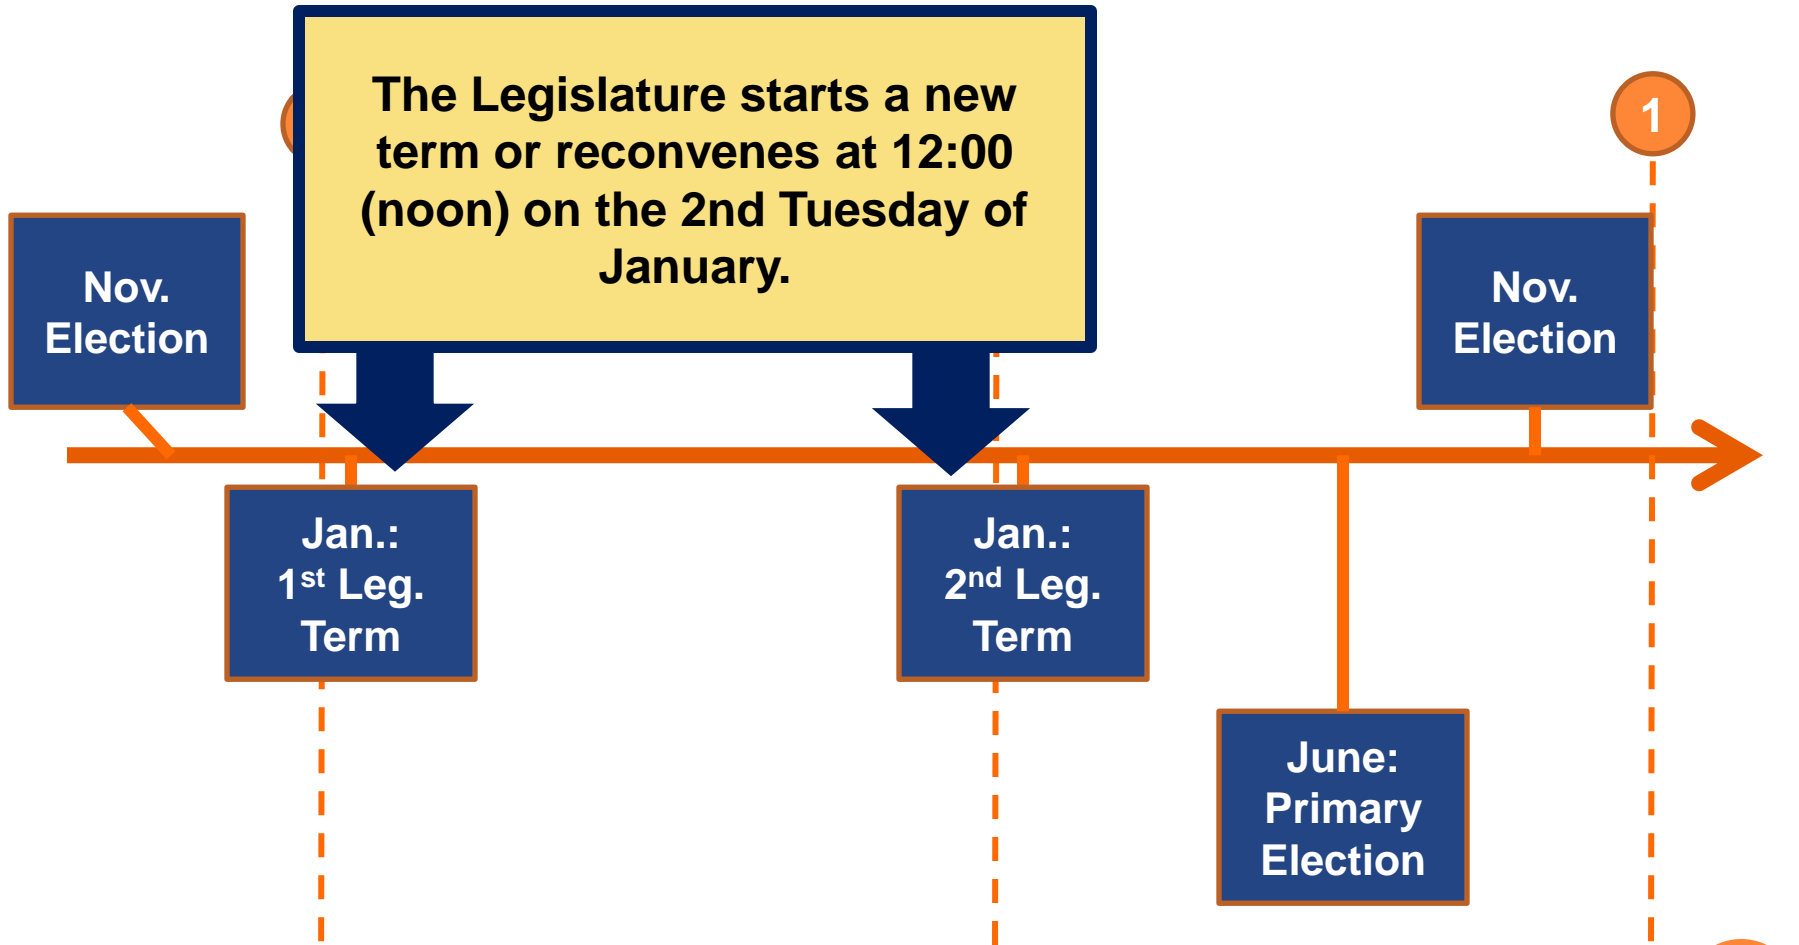 The Legislature starts a new
term or reconvenes at 12:00
(noon) on the 2nd Tuesday of
January.
1
Nov.
Election
Nov.
Election
Jan.:
1st Leg.
Term
Jan.:
2nd Leg.
Term
June:
Primary
Election